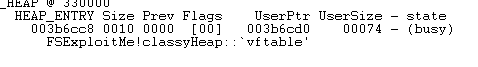 _HEAP @ 330000
HEAP_ENTRY Size Prev Flags UserPtr UserSize - state
003b6cc8 0010 0000 [00] 003b6cd0 00074 - (busy)
FSExploitMe!classyHeap::`vftable'